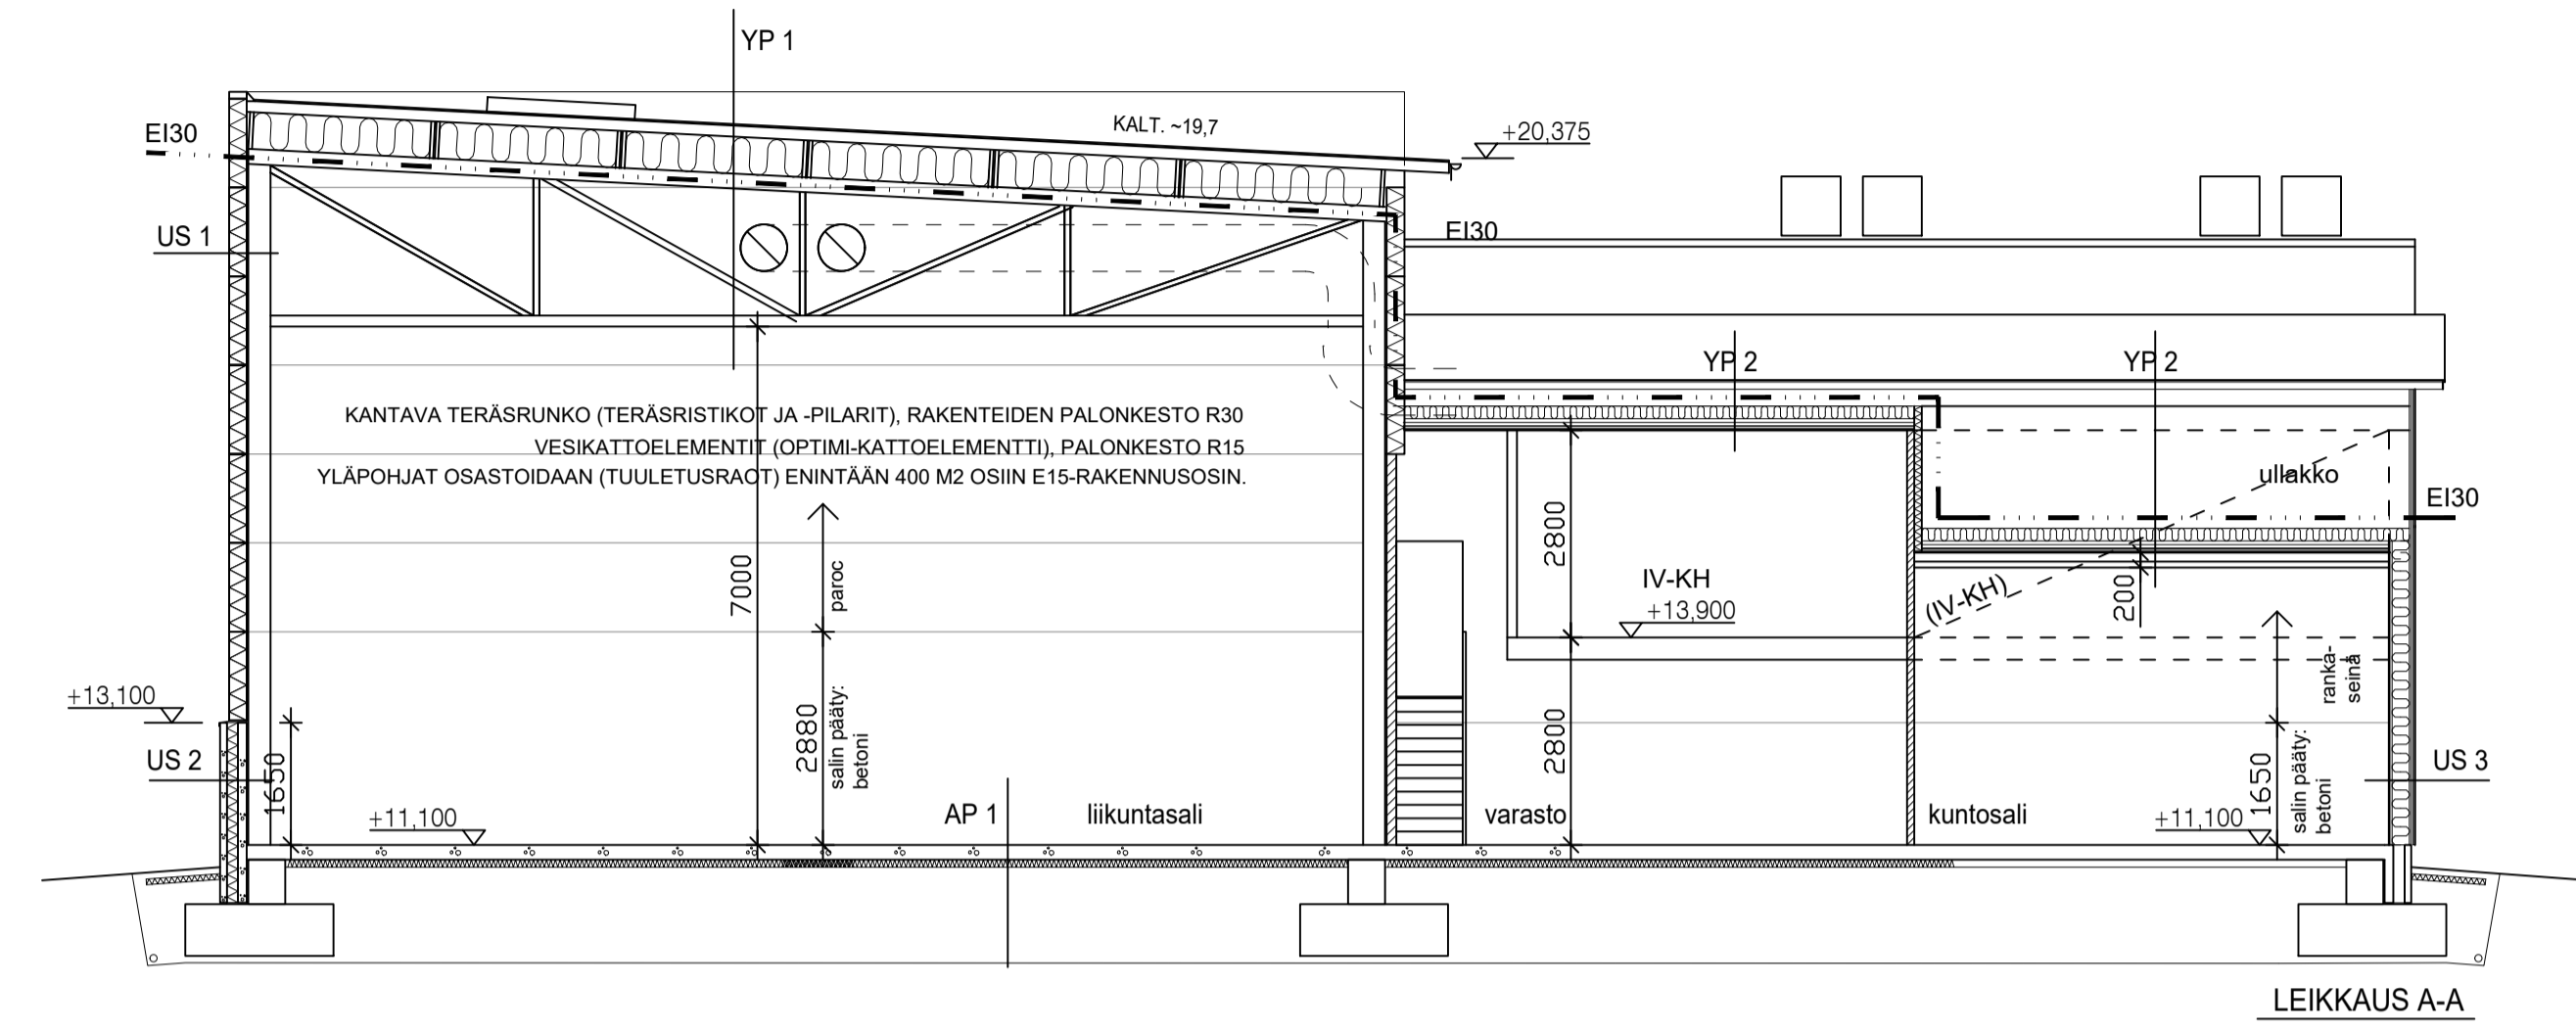 YP 1
EI30
KALT. ~19,7
+20,375
US 1
EI30
YP 2
YP 2
KANTAVA TERÄSRUNKO (TERÄSRISTIKOT JA -PILARIT), RAKENTEIDEN PALONKESTO R30
VESIKATTOELEMENTIT (OPTIMI-KATTOELEMENTTI), PALONKESTO R15
YLÄPOHJAT OSASTOIDAAN (TUULETUSRAOT) ENINTÄÄN 400 M2 OSIIN E15-RAKENNUSOSIN.
ullakko
EI30
7000
paroc
2800
IV-KH
+13,900
(IV-KH)
200
ranka-
seinä
+13,100
US 2
1650
2880
salin pääty:
betoni
2800
1650
salin pääty:
betoni
US 3
+11,100
AP 1
liikuntasali
varasto
kuntosali
+11,100
LEIKKAUS A-A